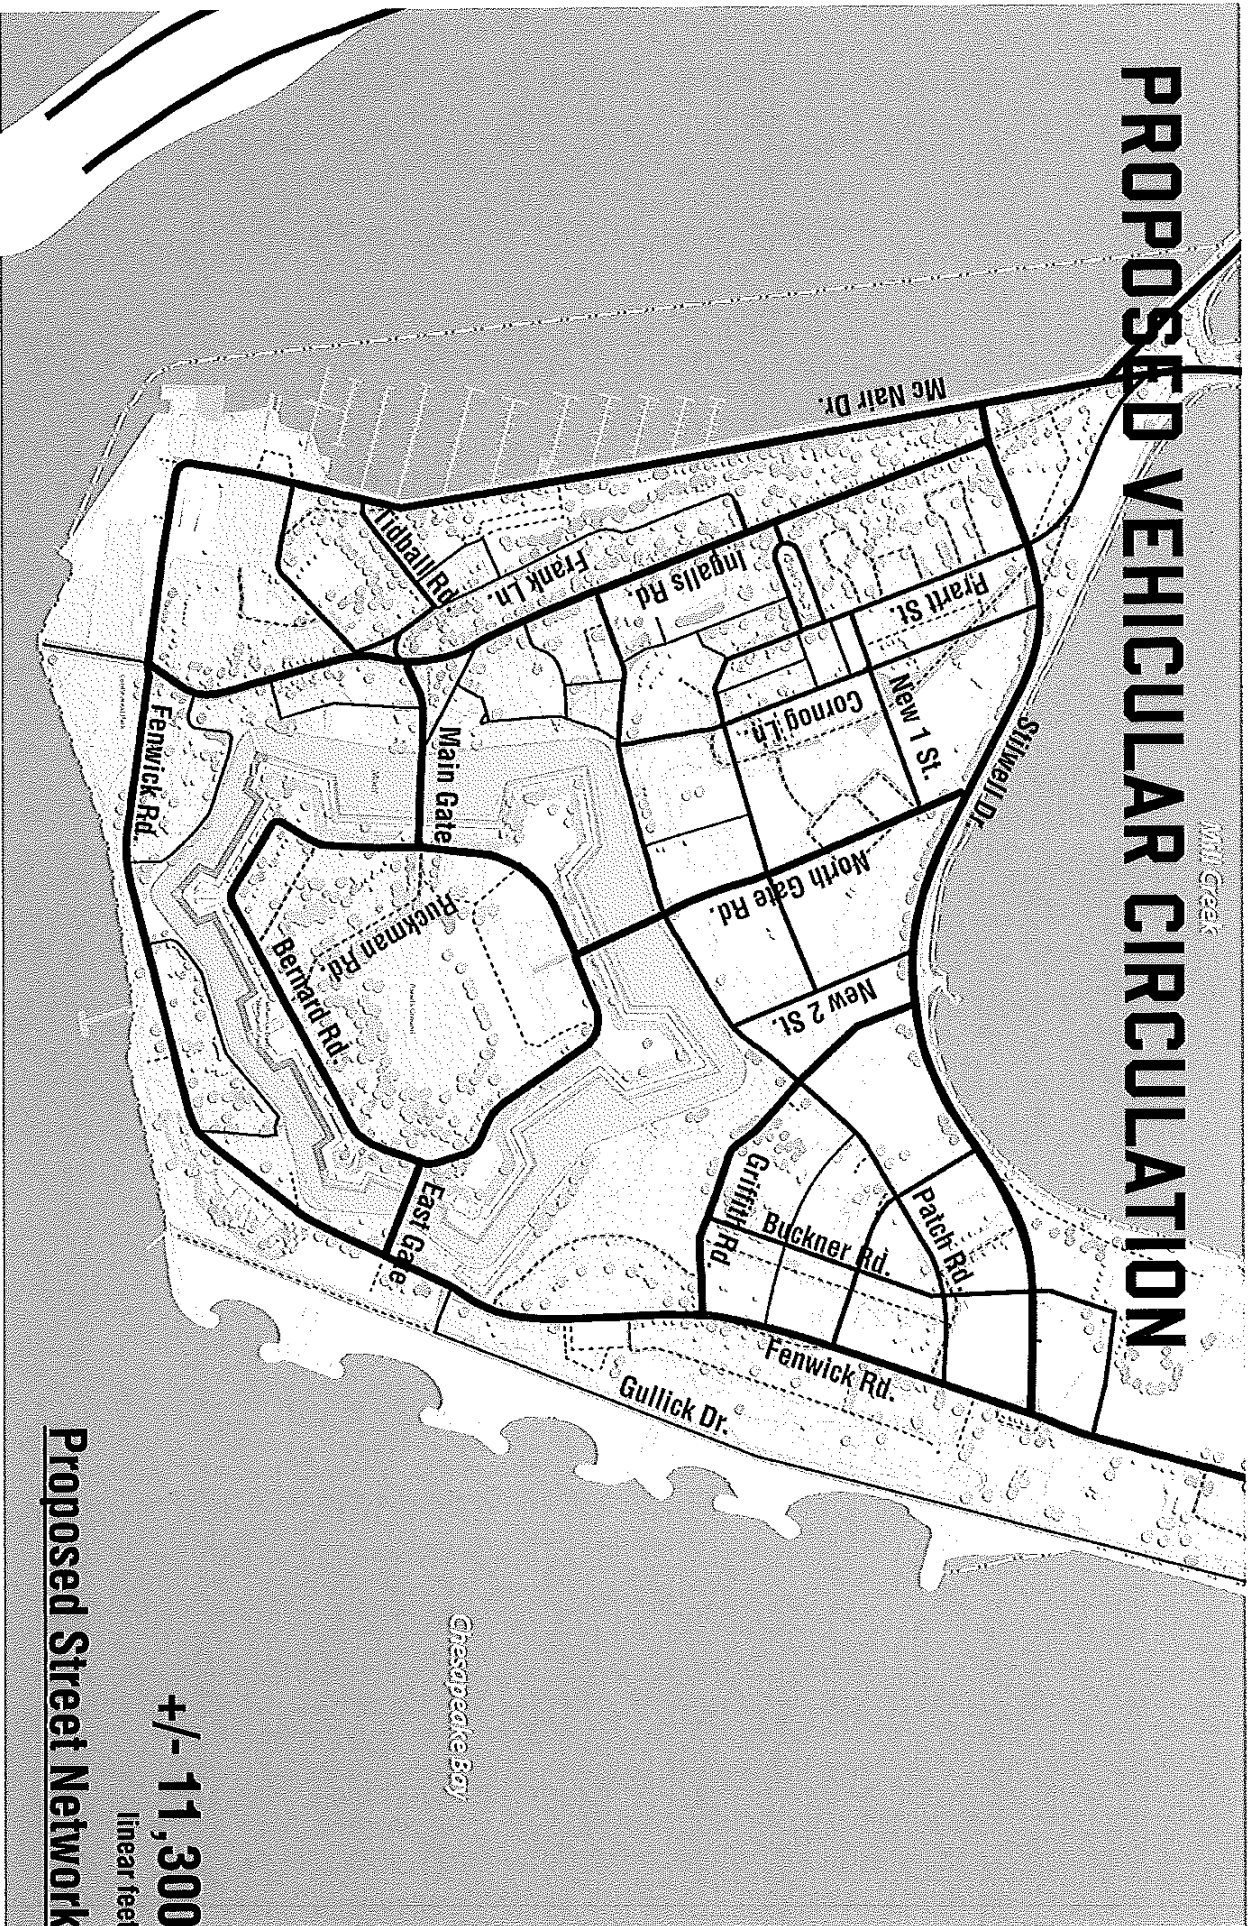 PROPOSED VEHICULAR CIRCULATION
Mill Creek
Mc Nair Dr.
Stilwell Dr.
Prartt St.
New 1 St.
Cornog Ln
Ingalls Rd.
Frank Ln.
Tidball Rd.
North Gate Rd.
New 2 St.
Main Gate
Fenwick Rd.
Ruckman Rd.
Bernard Rd.
Patch Rd.
Buckner Rd.
Griffith Rd.
East Gate
Fenwick Rd.
Gullick Dr.
Chesapeake Bay
+/- 11,300
linear feet
Proposed Street Network